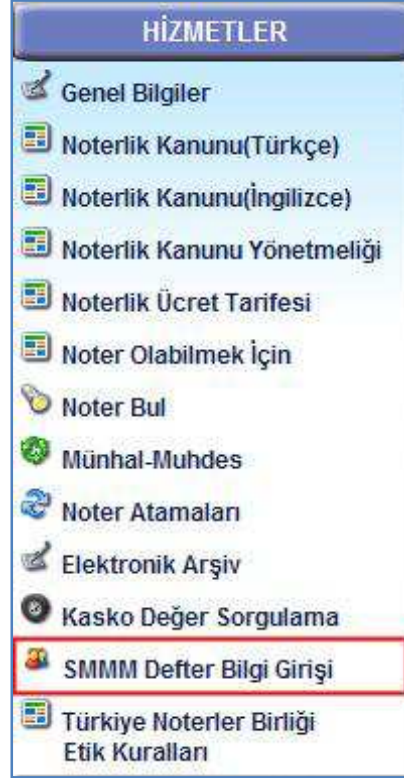 HİZMETLER
Genel Bilgiler
Noterlik Kanunu(Türkçe)
Noterlik Kanunu(İngilizce)
Noterlik Kanunu Yönetmeliği
Noterlik Ücret Tarifesi
Noter Olabilmek İçin
Noter Bul
Münhal-Muhdes
Noter Atamaları
Elektronik Arşiv
Kasko Değer Sorgulama
SMMM Defter Bilgi Girişi
Türkiye Noterler Birliği
Etik Kuralları